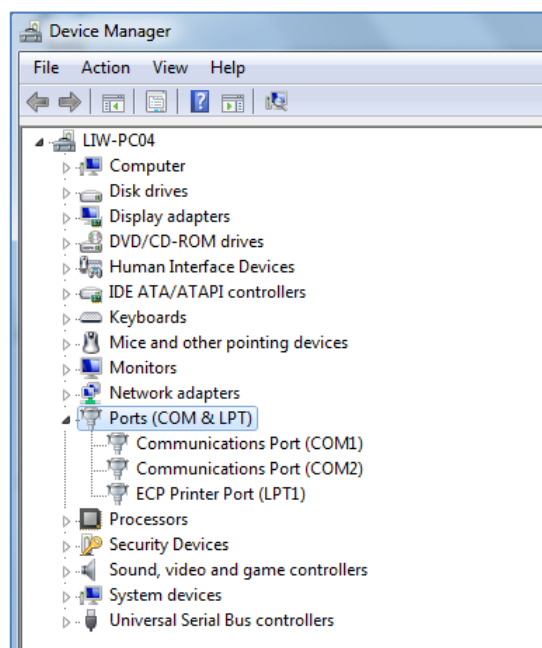 Device Manager
File Action View Help
LIW-PC04
Computer
Disk drives
Display adapters
DVD/CD-ROM drives
Human Interface Devices
IDE ATA/ATAPI controllers
Keyboards
Mice and other pointing devices
Monitors
Network adapters
Ports (COM & LPT)
Communications Port (COM1)
Communications Port (COM2)
ECP Printer Port (LPT1)
Processors
Security Devices
Sound, video and game controllers
System devices
Universal Serial Bus controllers